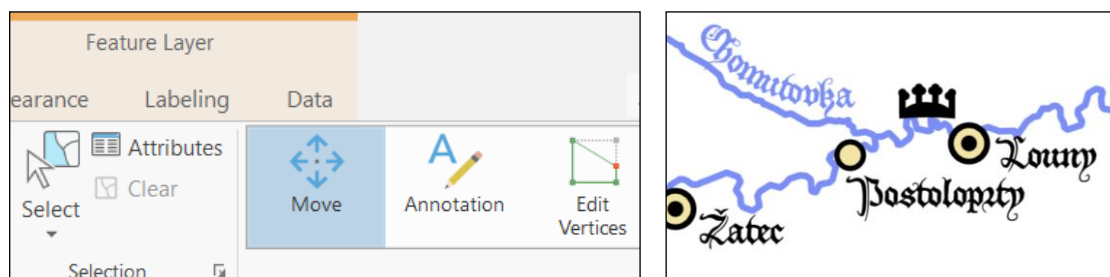 Feature Layer
earance Labeling Data
Attributes
Clear
Select
Move
Annotation
Edit
Vertices
Selection
Chomutovka
Louny
Postoloprty
Žatec